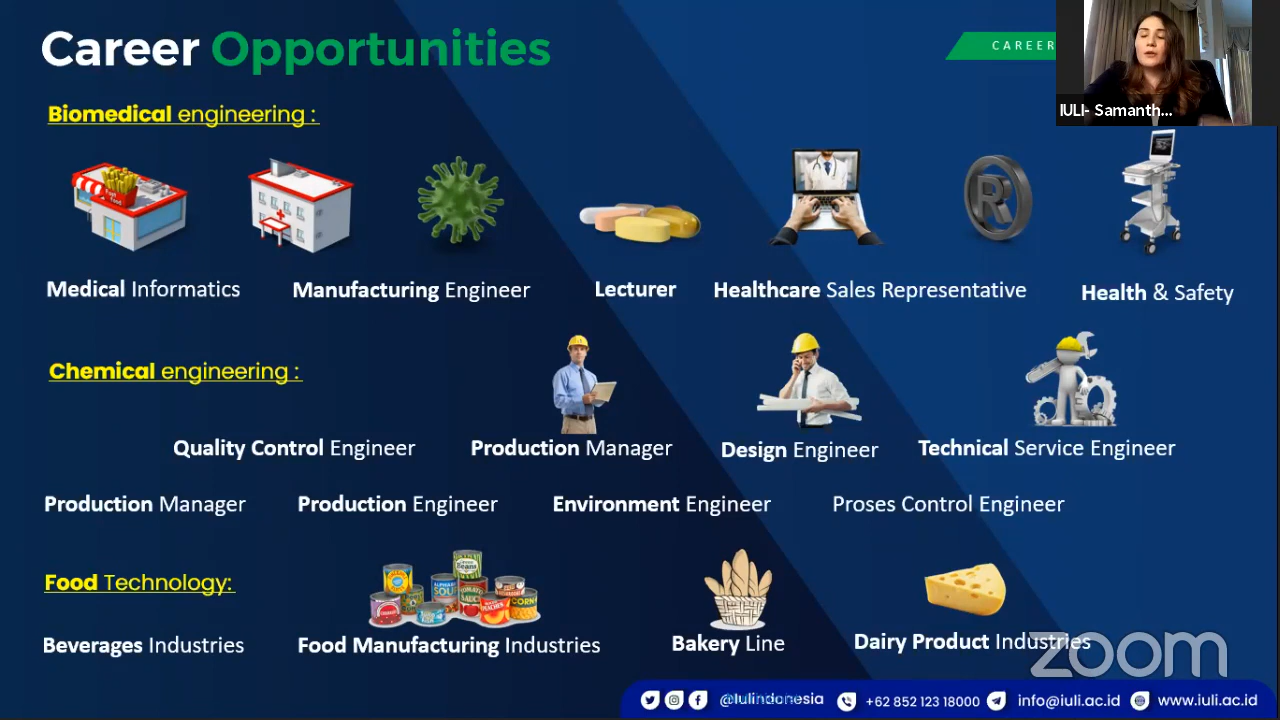 Career Opportunities
CAREER
IULI- Samanth...
Biomedical engineering :
Medical Informatics
Manufacturing Engineer
Lecturer
Healthcare Sales Representative
Health & Safety
Chemical engineering :
Quality Control Engineer
Production Manager
Design Engineer
Technical Service Engineer
Production Manager
Production Engineer
Environment Engineer
Proses Control Engineer
Food Technology:
Beverages Industries
Food Manufacturing Industries
Bakery Line
Dairy Product Industries
zoom
@iulindonesia
+62 852 123 18000
info@iuli.ac.id
www.iuli.ac.id